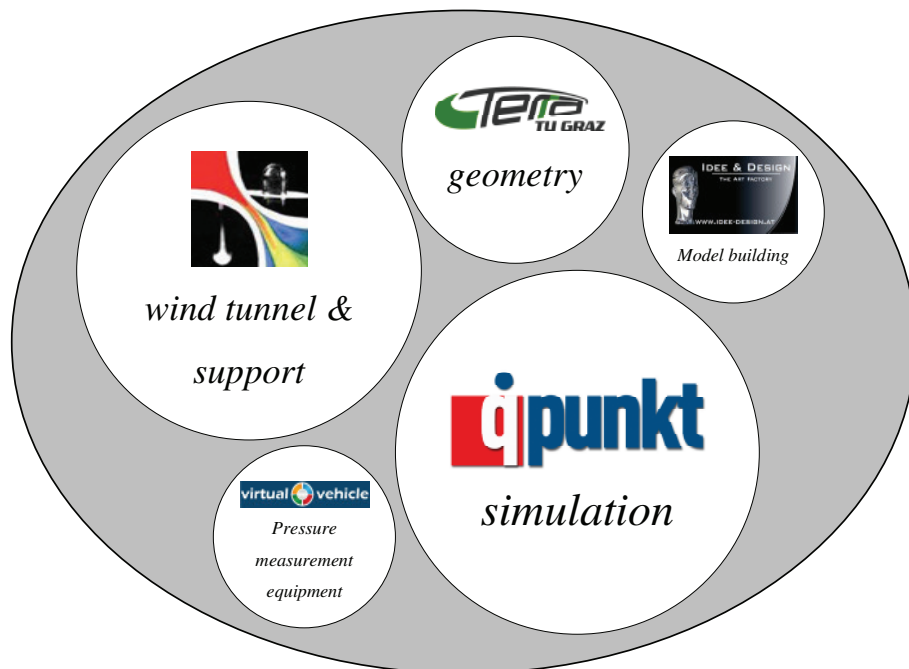 Terra
TU GRAZ
geometry
IDEE & DESIGN
THE ART FACTORY
WWW.IDEE-DESIGN.AT
Model building
wind tunnel &
support
q̇punkt
simulation
virtual vehicle
Pressure
measurement
equipment